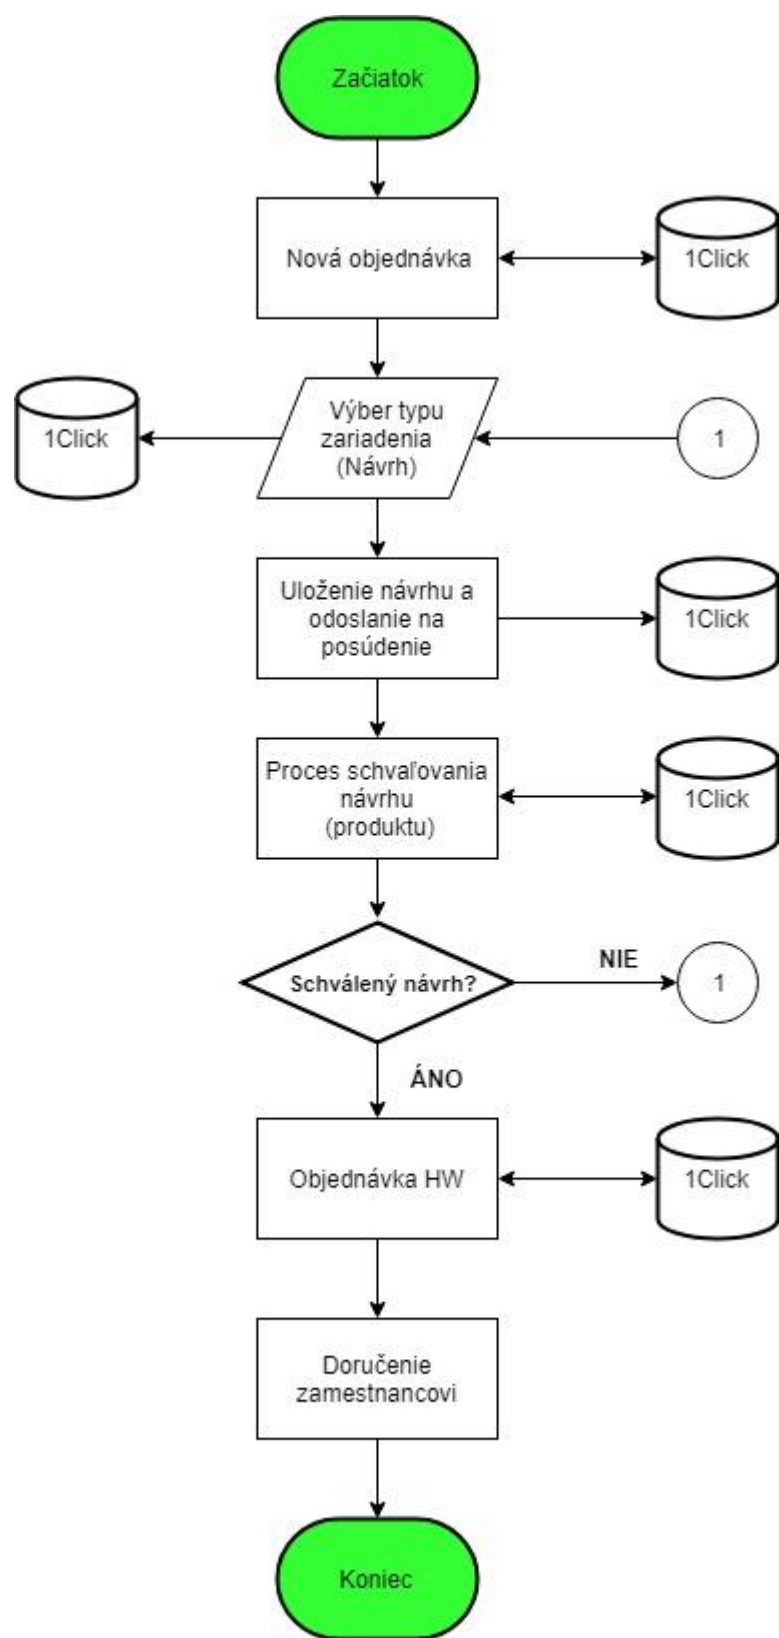 Začiatok
Nová objednávka
1Click
1Click
Výber typu
zariadenia
(Návrh)
1
Uloženie návrhu a
odoslanie na
posúdenie
1Click
Proces schvaľovania
návrhu
(produktu)
1Click
Schválený návrh?
NIE
1
ÁNO
Objednávka HW
1Click
Doručenie
zamestnancovi
Koniec